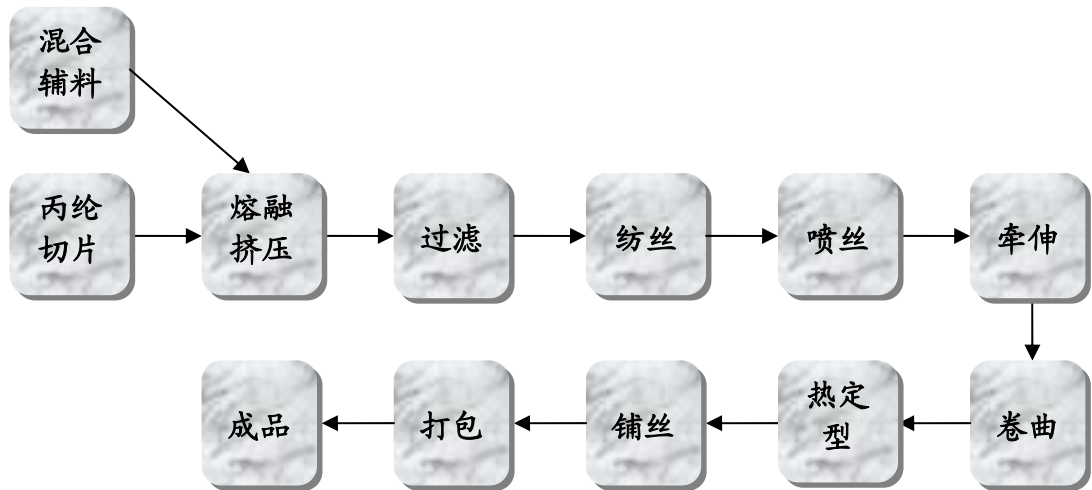 混合
辅料
丙纶
切片
熔融
挤压
过滤
纺丝
喷丝
牵伸
成品
打包
铺丝
热定
型
卷曲